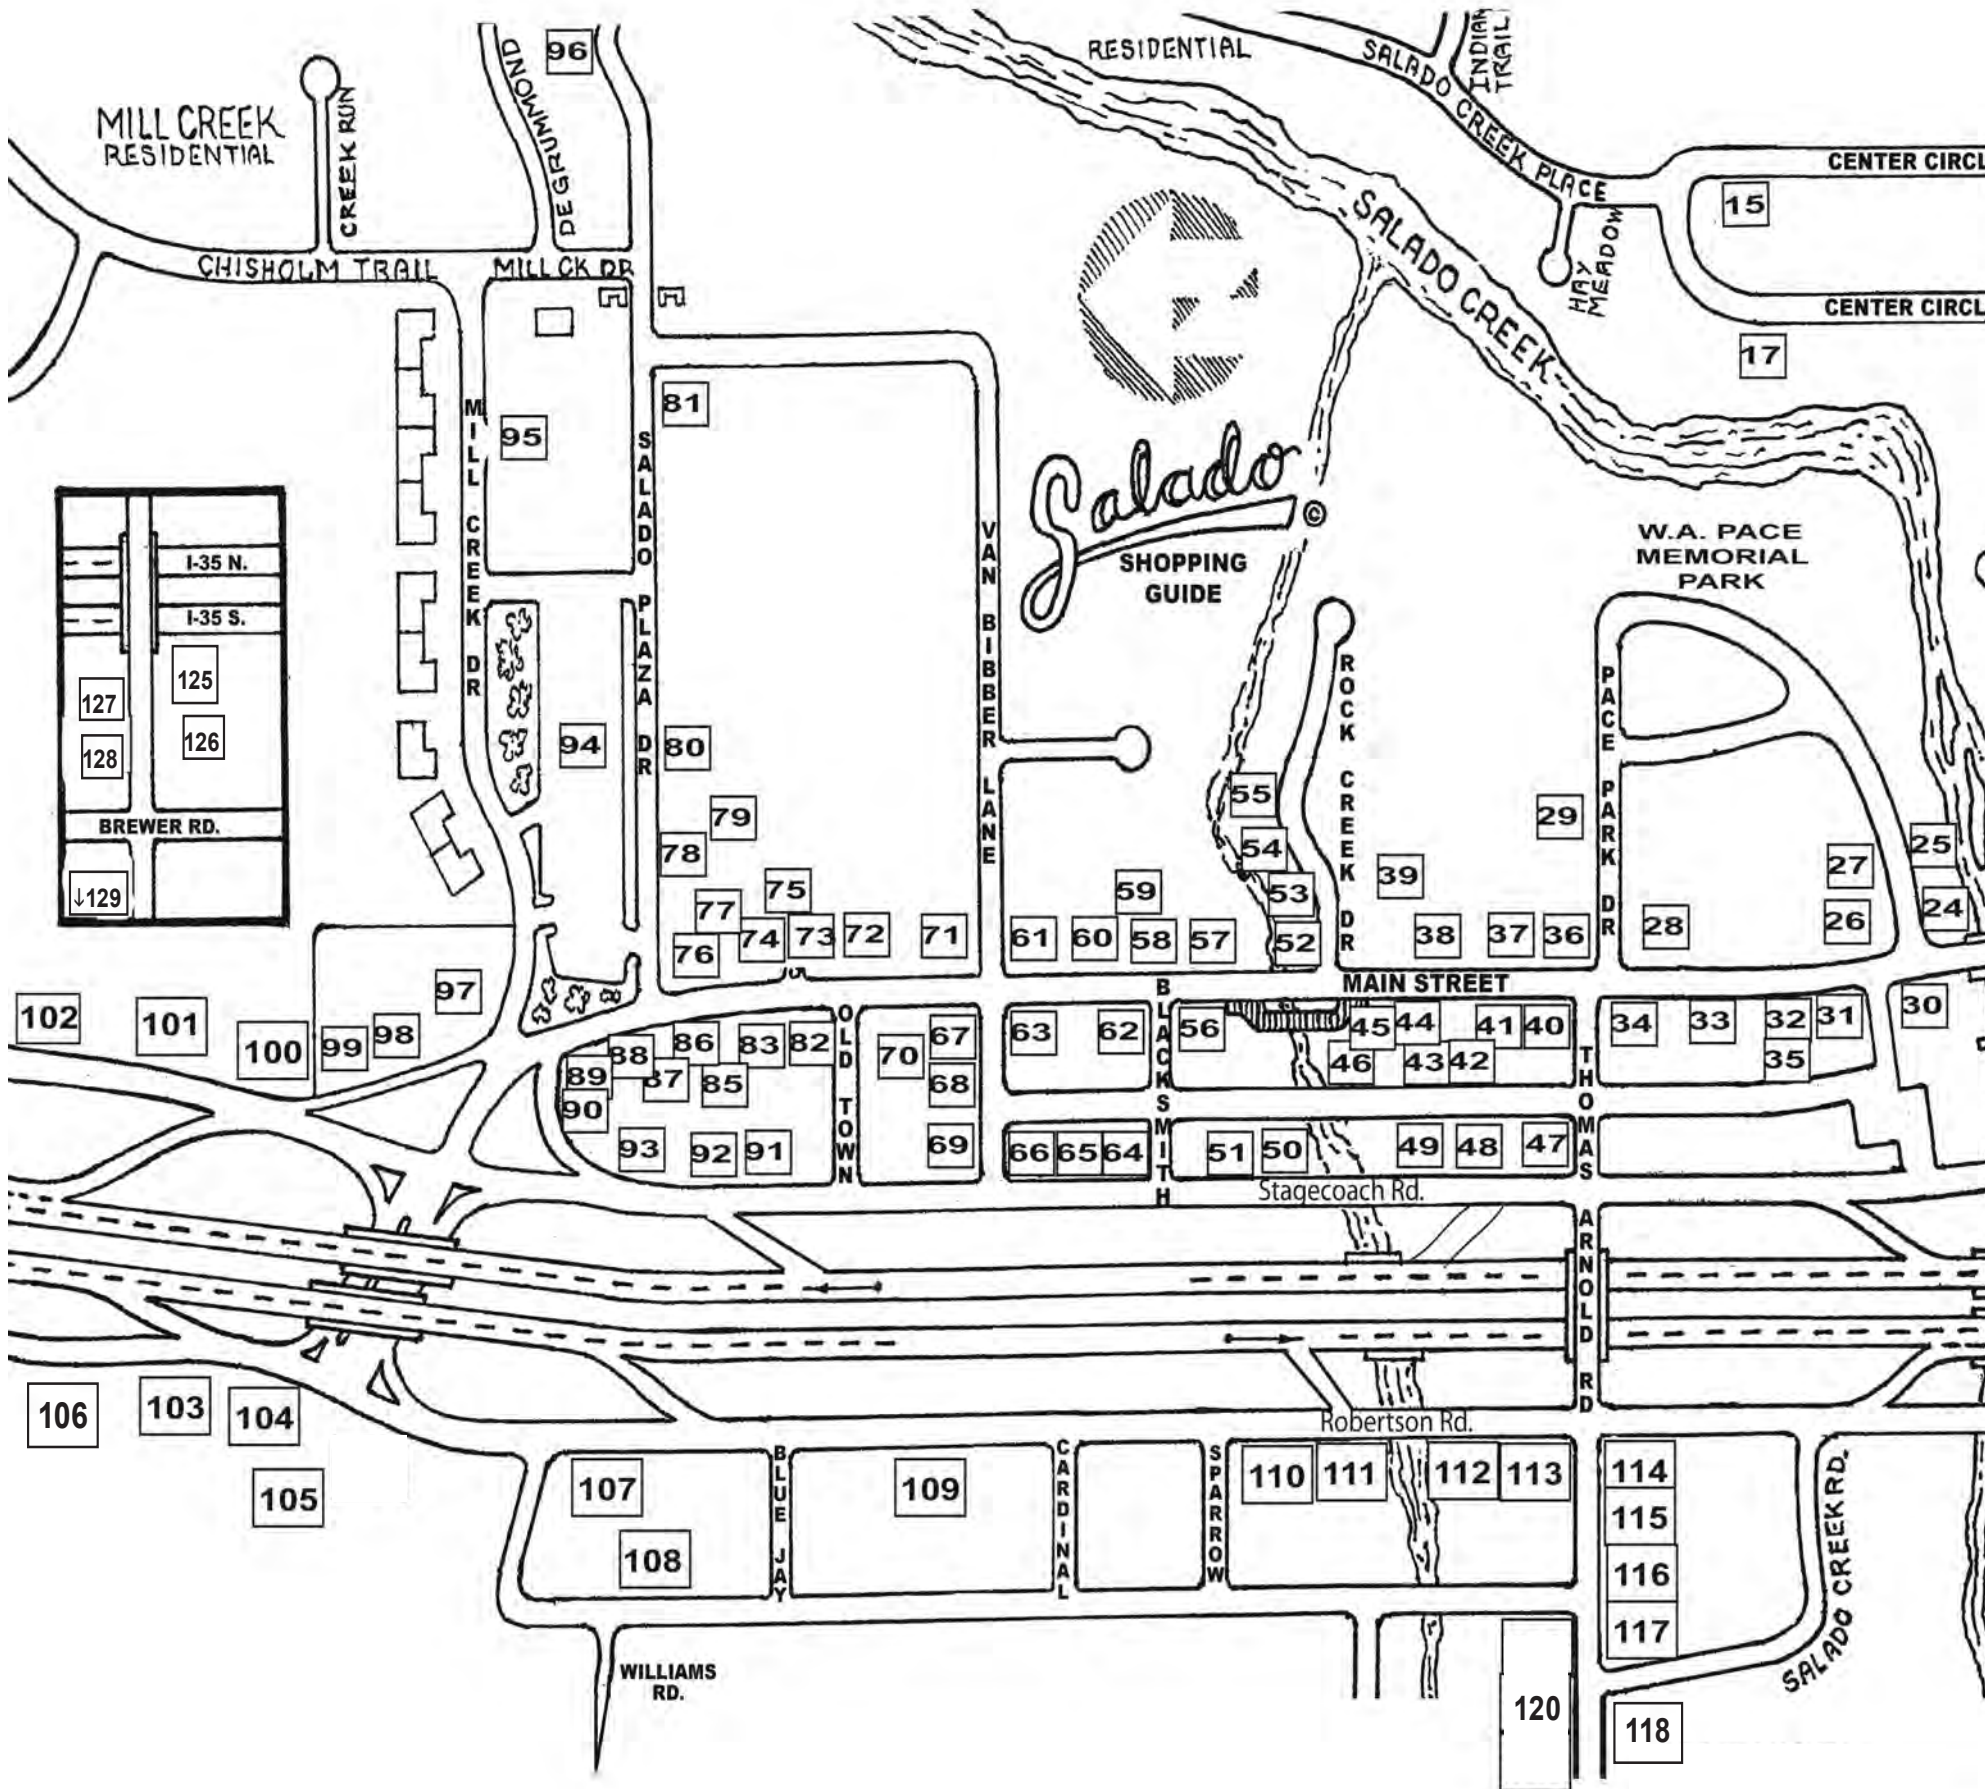 96
RESIDENTIAL
INDIAN
TRAIL
SALADO CREEK PLACE
DEGRUMMOND
MILL CREEK
RESIDENTIAL
CREEK RUN
CENTER CIRCL
15
HAY
MEADOW
SALADO CREEK
CHISHOLM TRAIL
MILL CK DR
CENTER CIRCL
17
81
95
MILL CREEK DR
SALADO PLAZA DR
VAN BIBBER LANE
Salado
©
SHOPPING
GUIDE
W.A. PACE
MEMORIAL
PARK
I-35 N.
I-35 S.
125
127
126
128
BREWER RD.
↓129
94
80
79
78
77
75
76
74
73
72
71
61
60
59
58
57
55
54
53
52
ROCK CREEK DR
39
38
37
36
29
PACE PARK DR
28
27
26
25
24
MAIN STREET
102
101
100
99
98
97
89
88
87
86
85
83
82
90
93
92
91
OLD TOWN
70
67
68
69
63
62
66
65
64
BLACKSMITH
56
45
44
41
40
46
43
42
51
50
49
48
47
THOMAS ARNOLD RD
34
33
32
31
35
30
Stagecoach Rd.
Robertson Rd.
106
103
104
105
107
108
BLUE JAY
109
CARDINAL
SPARROW
110
111
112
113
114
115
116
117
SALADO CREEK RD.
WILLIAMS
RD.
120
118